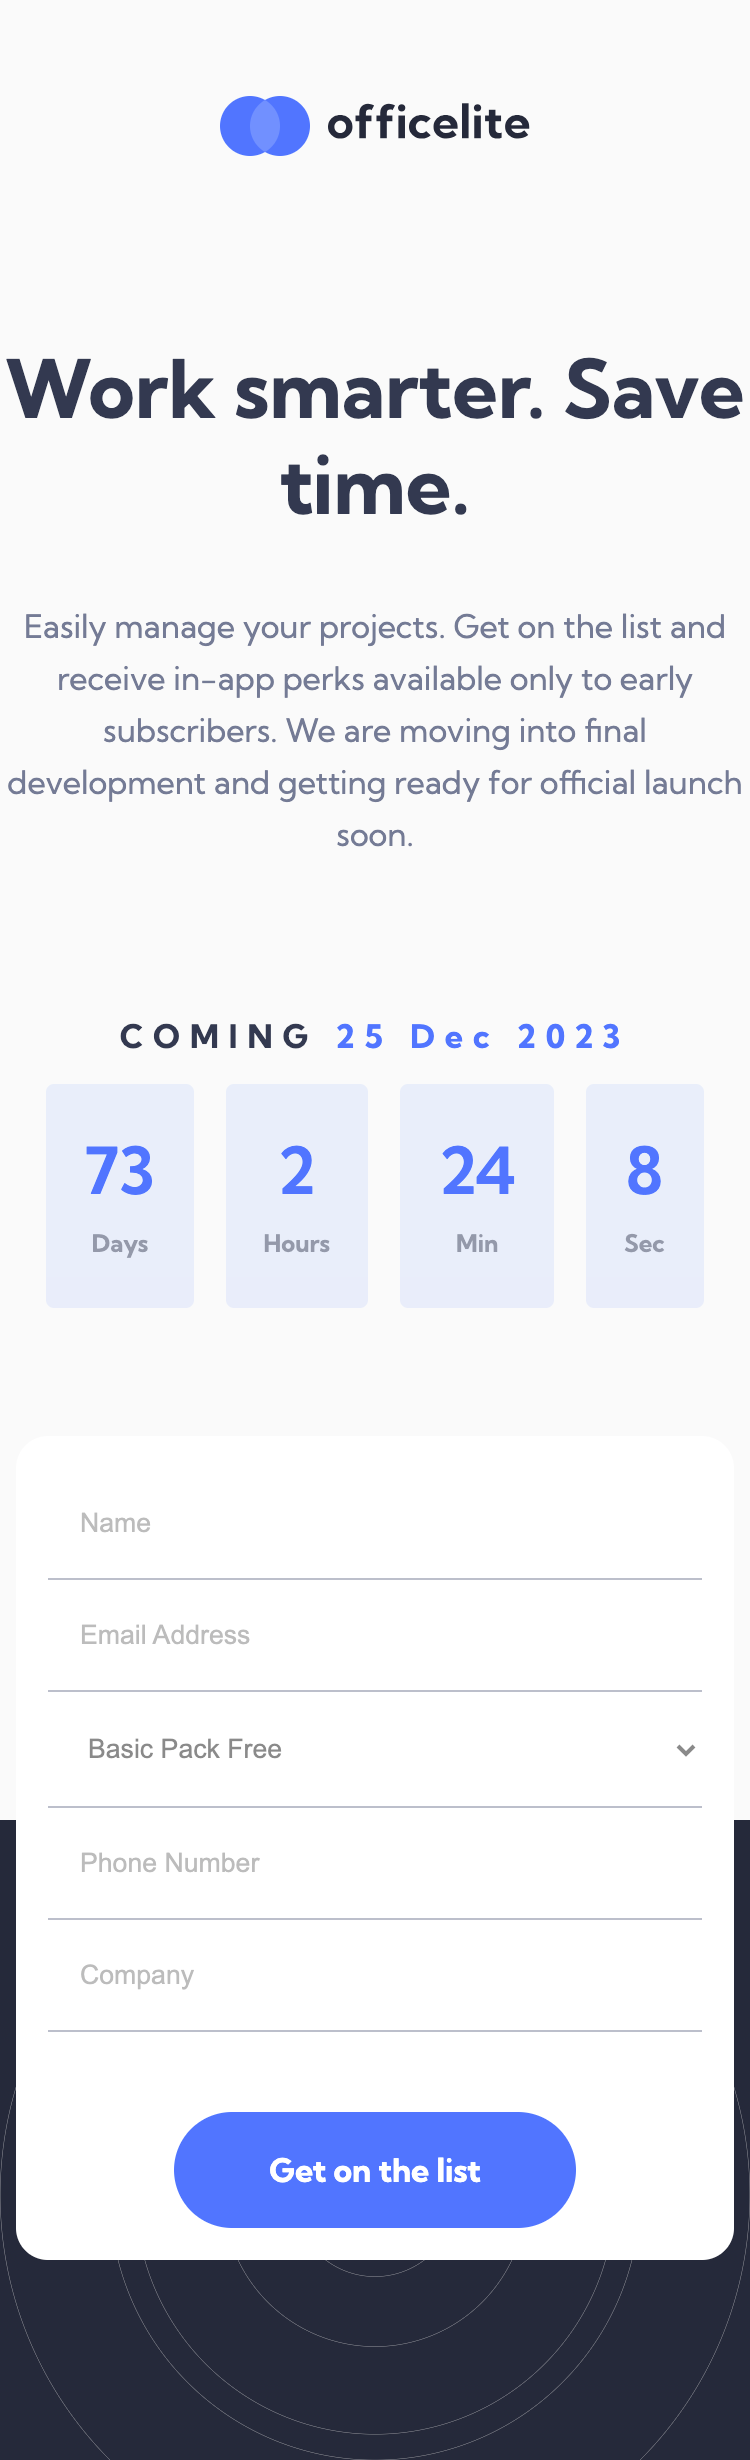 officelite
Work smarter. Save
time.
Easily manage your projects. Get on the list and
receive in-app perks available only to early
subscribers. We are moving into final
development and getting ready for official launch
soon.
COMING 25 Dec 2023
73 2 24 8
Days Hours Min Sec
Name
Email Address
Basic Pack Free
Phone Number
Company
Get on the list